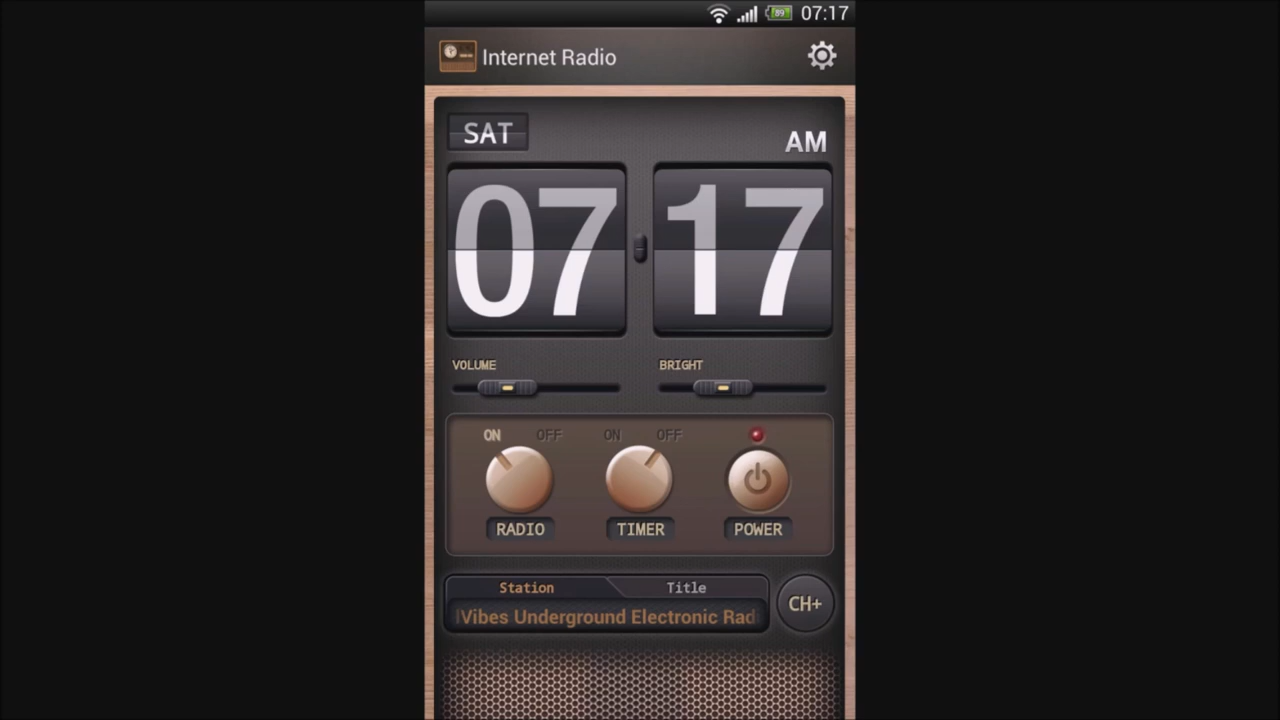 89 07:17
Internet Radio
SAT
AM
07 17
VOLUME BRIGHT
ON OFF ON OFF
RADIO TIMER POWER
Station Title
Vibes Underground Electronic Rad
CH+